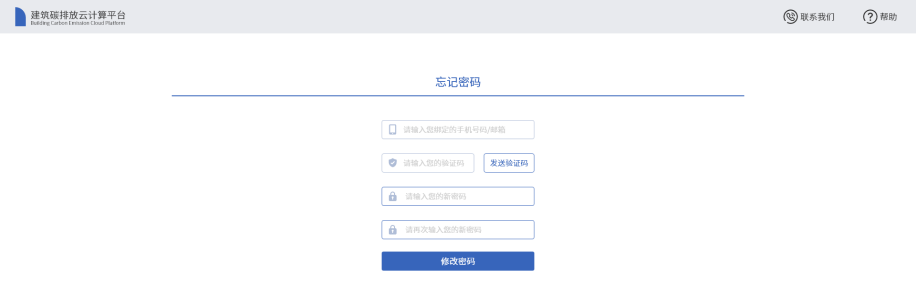 建筑碳排放云计算平台
Building Carbon Emission Cloud Platform
联系我们
帮助
忘记密码
请输入您绑定的手机号码/邮箱
请输入您的验证码
发送验证码
请输入您的新密码
请再次输入您的新密码
修改密码